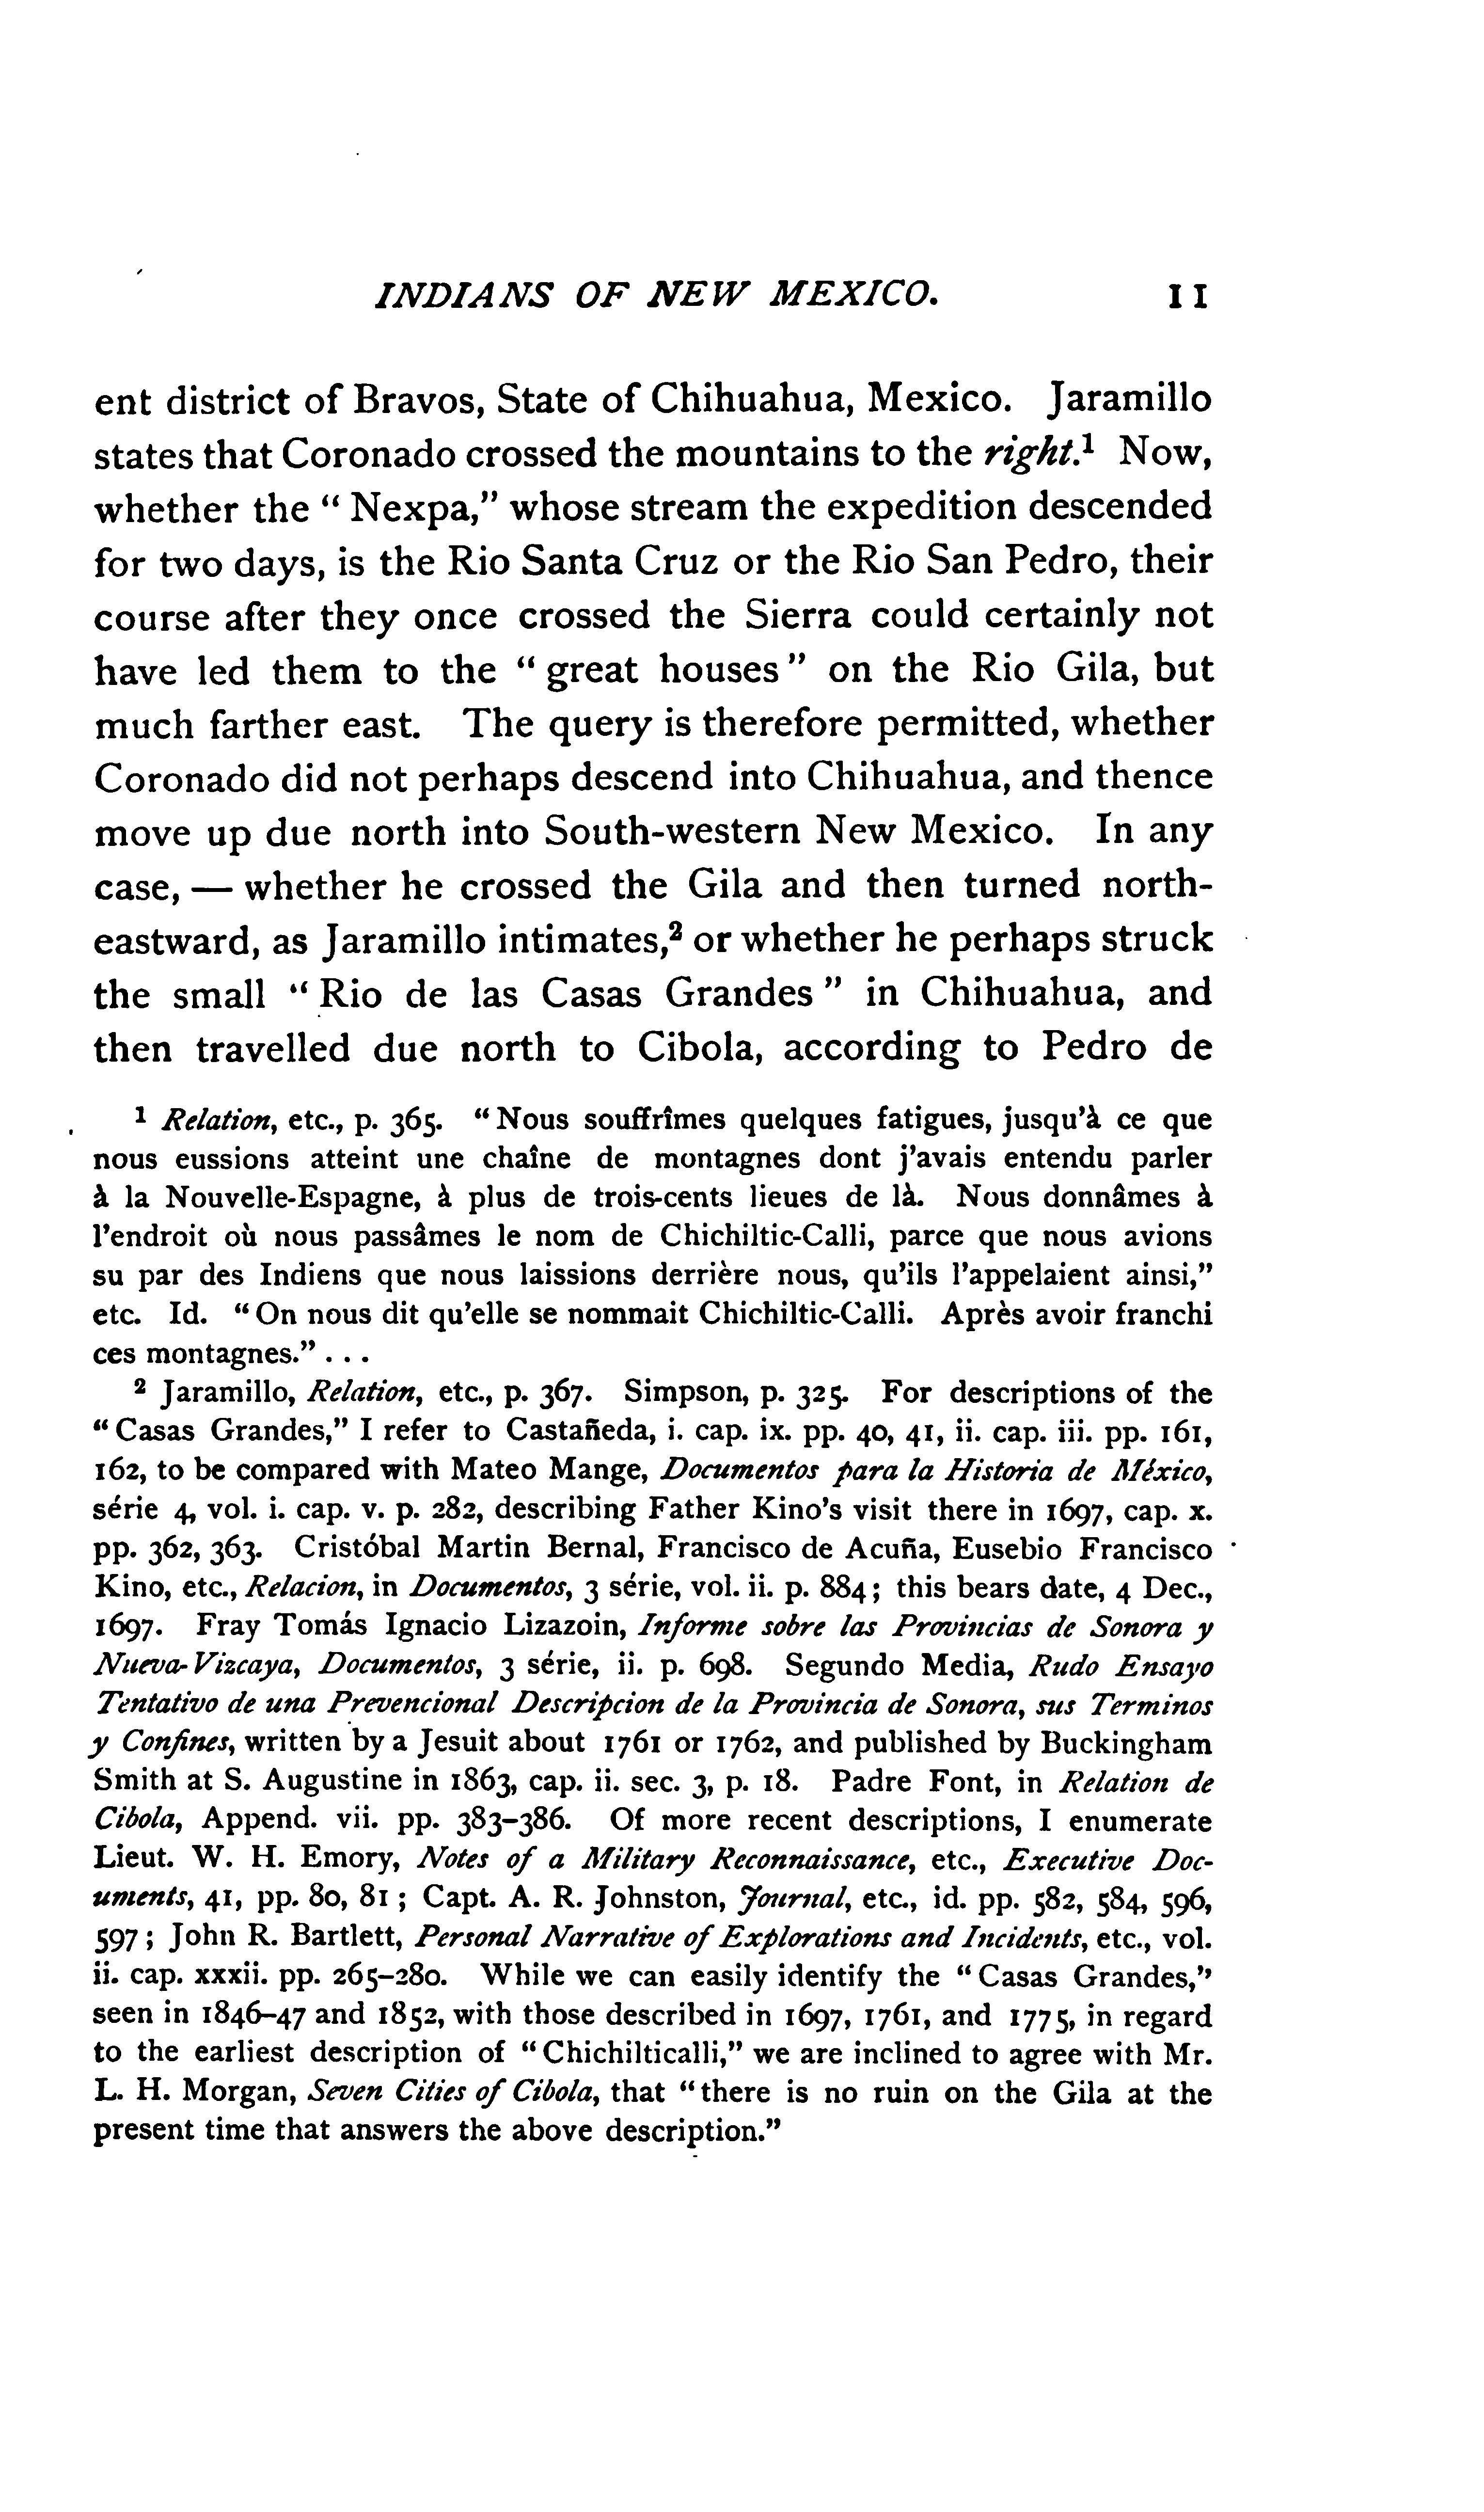 INDIANS OF NEW MEXICO. 11
ent district of Bravos, State of Chihuahua, Mexico. Jaramillo
states that Coronado crossed the mountains to the right.¹ Now,
whether the “ Nexpa,” whose stream the expedition descended
for two days, is the Rio Santa Cruz or the Rio San Pedro, their
course after they once crossed the Sierra could certainly not
have led them to the “ great houses ” on the Rio Gila, but
much farther east. The query is therefore permitted, whether
Coronado did not perhaps descend into Chihuahua, and thence
move up due north into South-western New Mexico. In any
case, — whether he crossed the Gila and then turned north-
eastward, as Jaramillo intimates,² or whether he perhaps struck
the small “ Rio de las Casas Grandes ” in Chihuahua, and
then travelled due north to Cibola, according to Pedro de
¹ Relation, etc., p. 365. “ Nous souffrîmes quelques fatigues, jusqu’à ce que
nous eussions atteint une chaîne de montagnes dont j’avais entendu parler
à la Nouvelle-Espagne, à plus de trois-cents lieues de là. Nous donnâmes à
l’endroit où nous passâmes le nom de Chichiltic-Calli, parce que nous avions
su par des Indiens que nous laissions derrière nous, qu’ils l’appelaient ainsi,”
etc. Id. “ On nous dit qu’elle se nommait Chichiltic-Calli. Après avoir franchi
ces montagnes.” . . .
² Jaramillo, Relation, etc., p. 367. Simpson, p. 325. For descriptions of the
“ Casas Grandes,” I refer to Castañeda, i. cap. ix. pp. 40, 41, ii. cap. iii. pp. 161,
162, to be compared with Mateo Mange, Documentos para la Historia de México,
série 4, vol. i. cap. v. p. 282, describing Father Kino’s visit there in 1697, cap. x.
pp. 362, 363. Cristóbal Martin Bernal, Francisco de Acuña, Eusebio Francisco
Kino, etc., Relacion, in Documentos, 3 série, vol. ii. p. 884; this bears date, 4 Dec.,
1697. Fray Tomás Ignacio Lizazoin, Informe sobre las Provincias de Sonora y
Nueva-Vizcaya, Documentos, 3 série, ii. p. 698. Segundo Media, Rudo Ensayo
Tentativo de una Prevencional Descripcion de la Provincia de Sonora, sus Terminos
y Confines, written by a Jesuit about 1761 or 1762, and published by Buckingham
Smith at S. Augustine in 1863, cap. ii. sec. 3, p. 18. Padre Font, in Relation de
Cibola, Append. vii. pp. 383–386. Of more recent descriptions, I enumerate
Lieut. W. H. Emory, Notes of a Military Reconnaissance, etc., Executive Doc-
uments, 41, pp. 80, 81 ; Capt. A. R. Johnston, Journal, etc., id. pp. 582, 584, 596,
597 ; John R. Bartlett, Personal Narrative of Explorations and Incidents, etc., vol.
ii. cap. xxxii. pp. 265–280. While we can easily identify the “ Casas Grandes,”
seen in 1846–47 and 1852, with those described in 1697, 1761, and 1775, in regard
to the earliest description of “ Chichilticalli,” we are inclined to agree with Mr.
L. H. Morgan, Seven Cities of Cibola, that “ there is no ruin on the Gila at the
present time that answers the above description.”